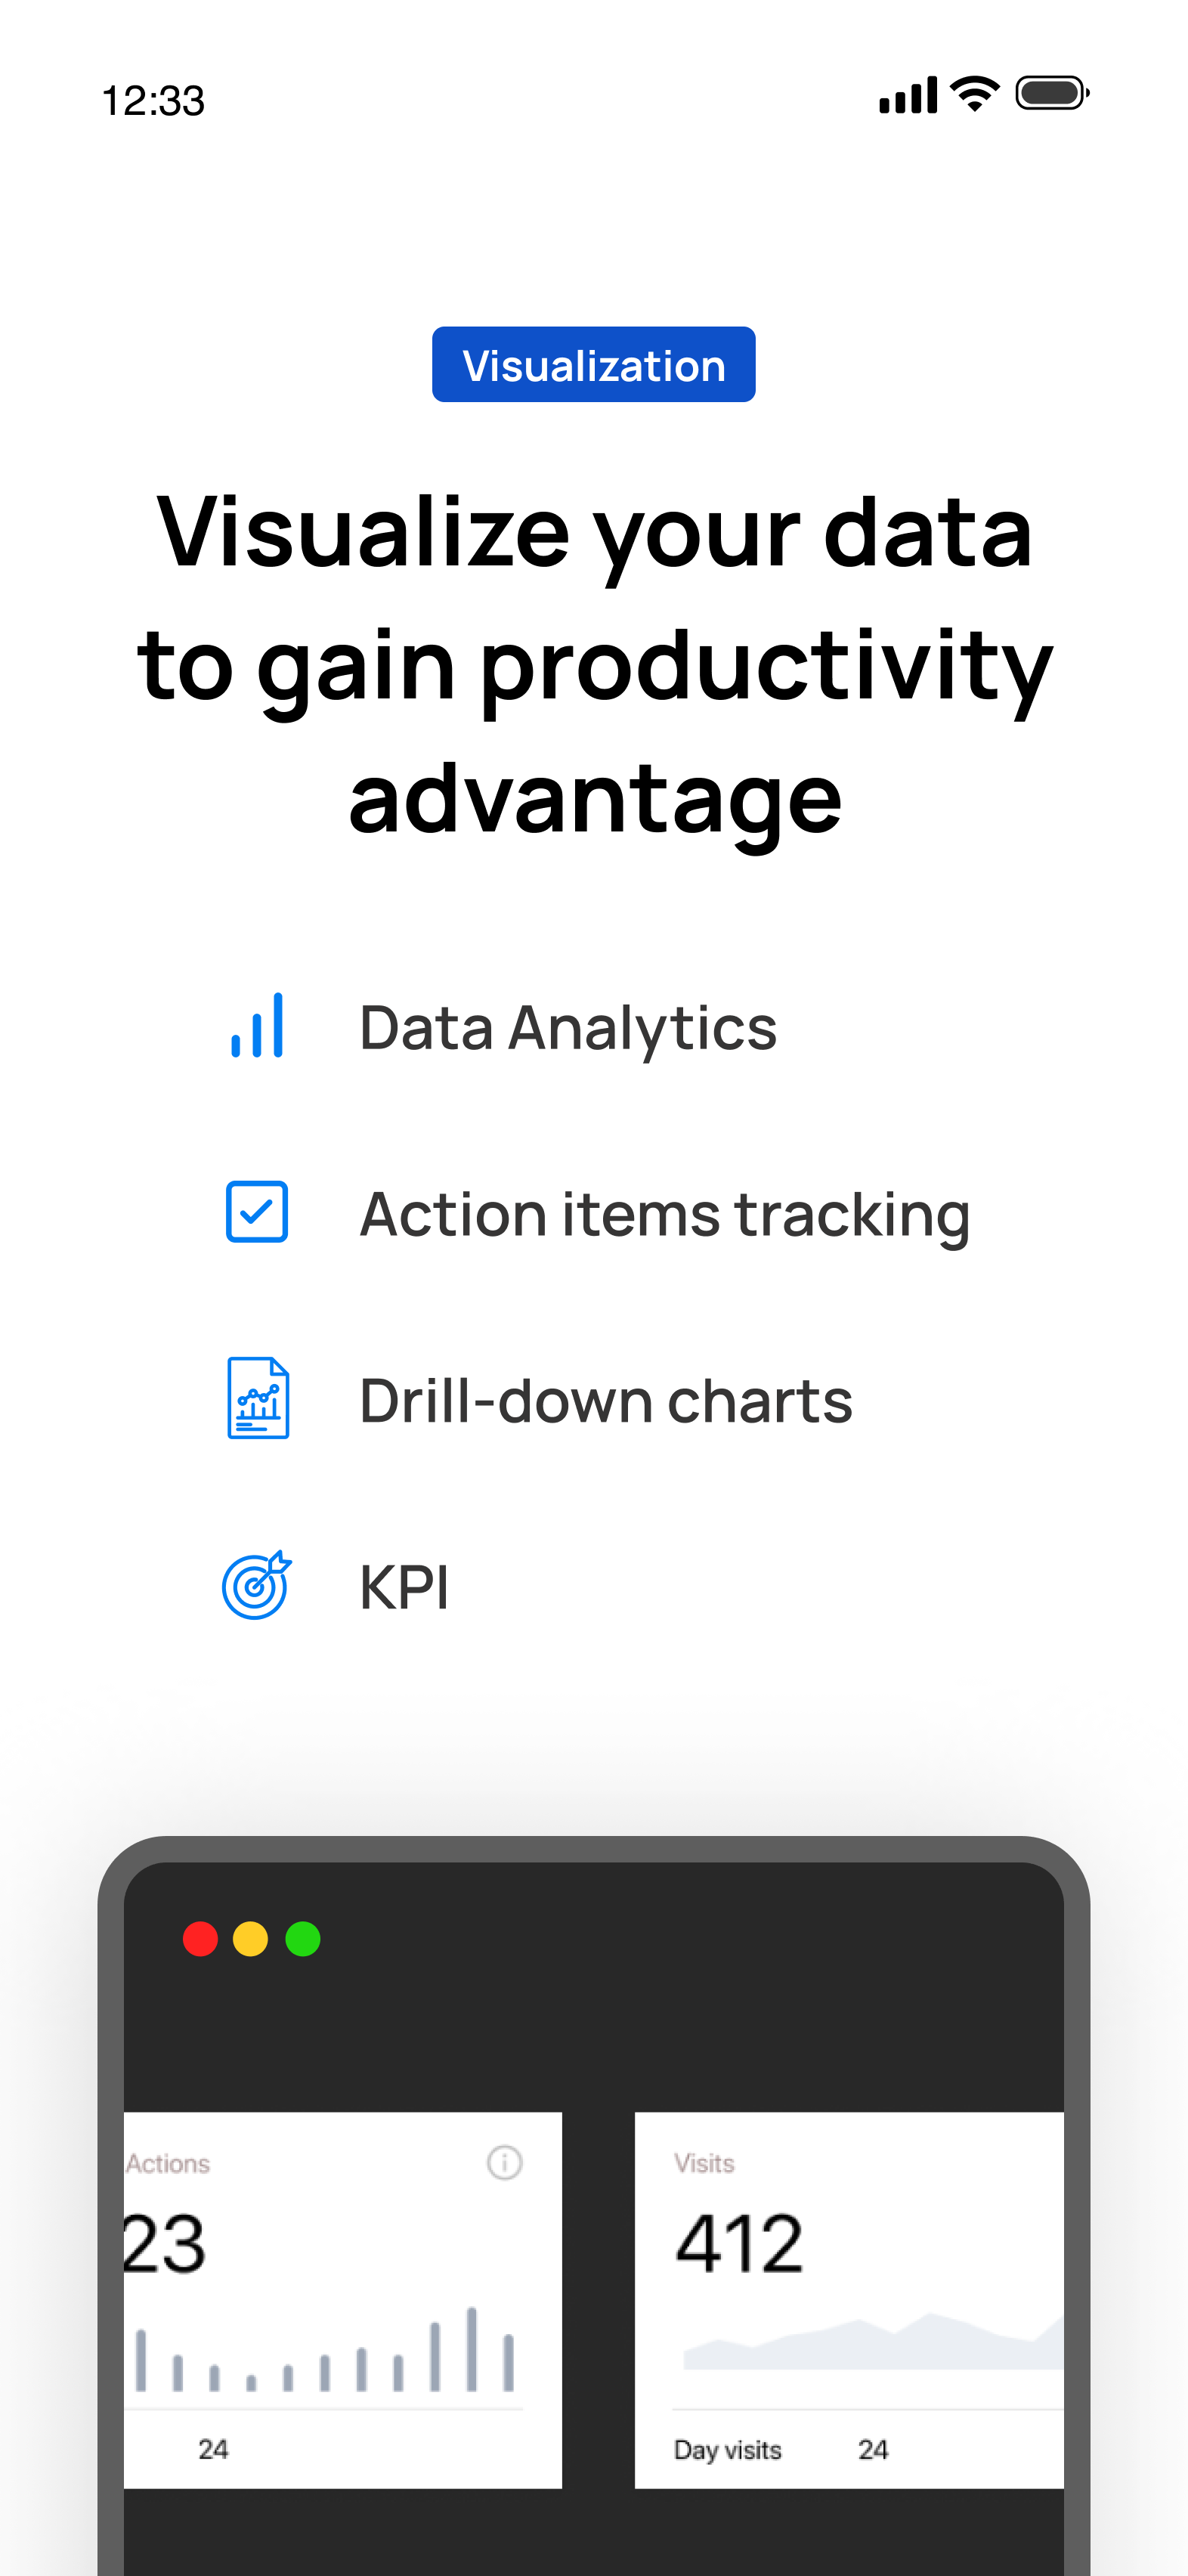 12:33
Visualization
Visualize your data
to gain productivity
advantage
Data Analytics
Action items tracking
Drill-down charts
KPI
Actions
Visits
23
412
24
Day visits 24